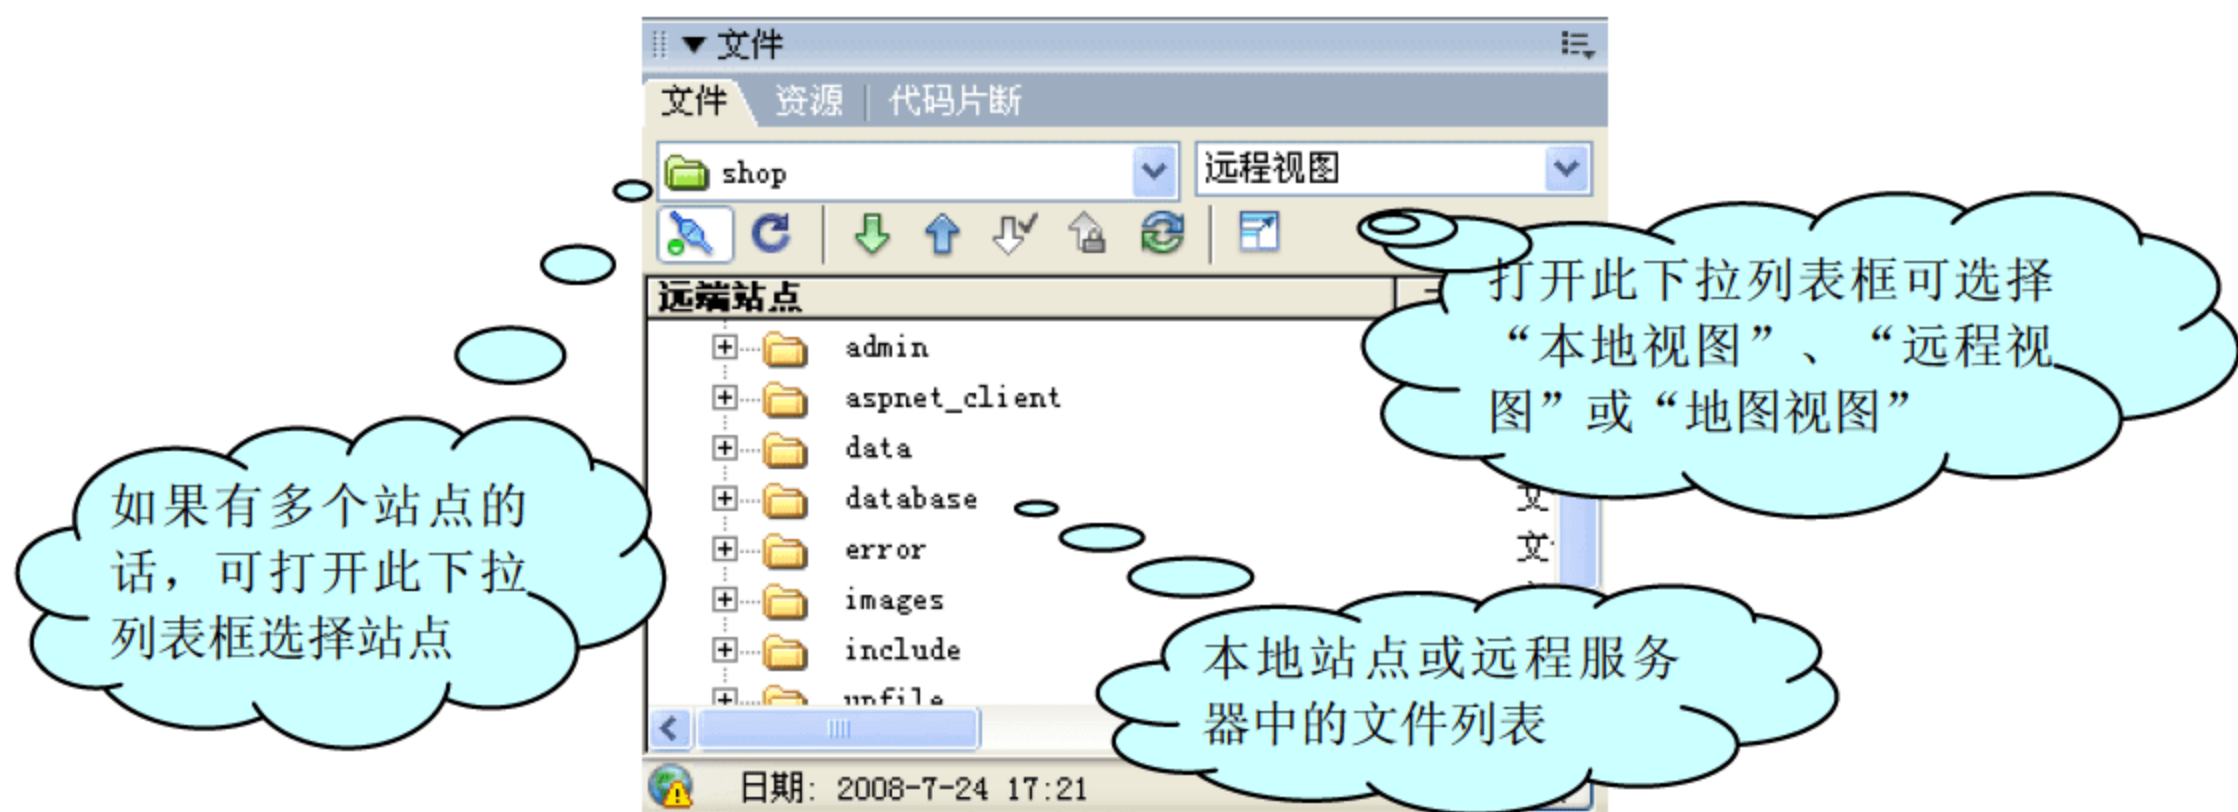 文件
文件 资源 代码片断
shop 远程视图
远端站点
admin
aspnet_client
data
database 文
error 文
images
include
upfile
日期: 2008-7-24 17:21
打开此下拉列表框可选择
“本地视图”、“远程视
图”或“地图视图”
如果有多个站点的
话，可打开此下拉
列表框选择站点
本地站点或远程服务
器中的文件列表